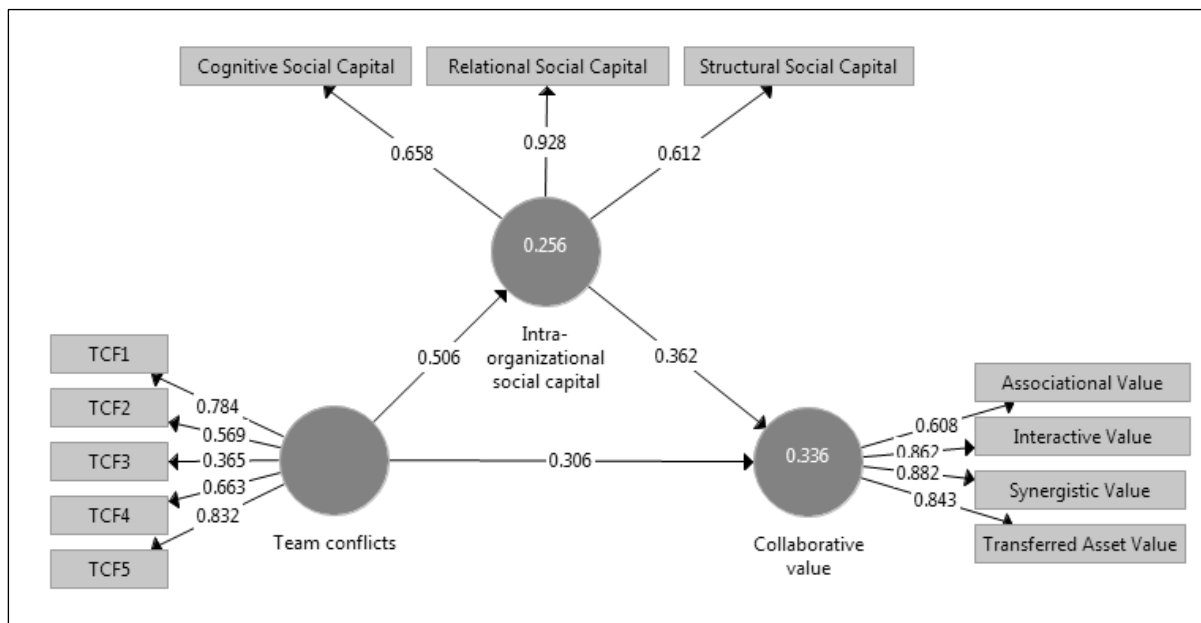 Cognitive Social Capital
Relational Social Capital
Structural Social Capital
0.658
0.928
0.612
0.256
Intra-
organizational
social capital
0.506
0.362
TCF1
TCF2
TCF3
TCF4
TCF5
0.784
0.569
0.365
0.663
0.832
Team conflicts
0.306
0.336
Collaborative
value
0.608
0.862
0.882
0.843
Associational Value
Interactive Value
Synergistic Value
Transferred Asset Value